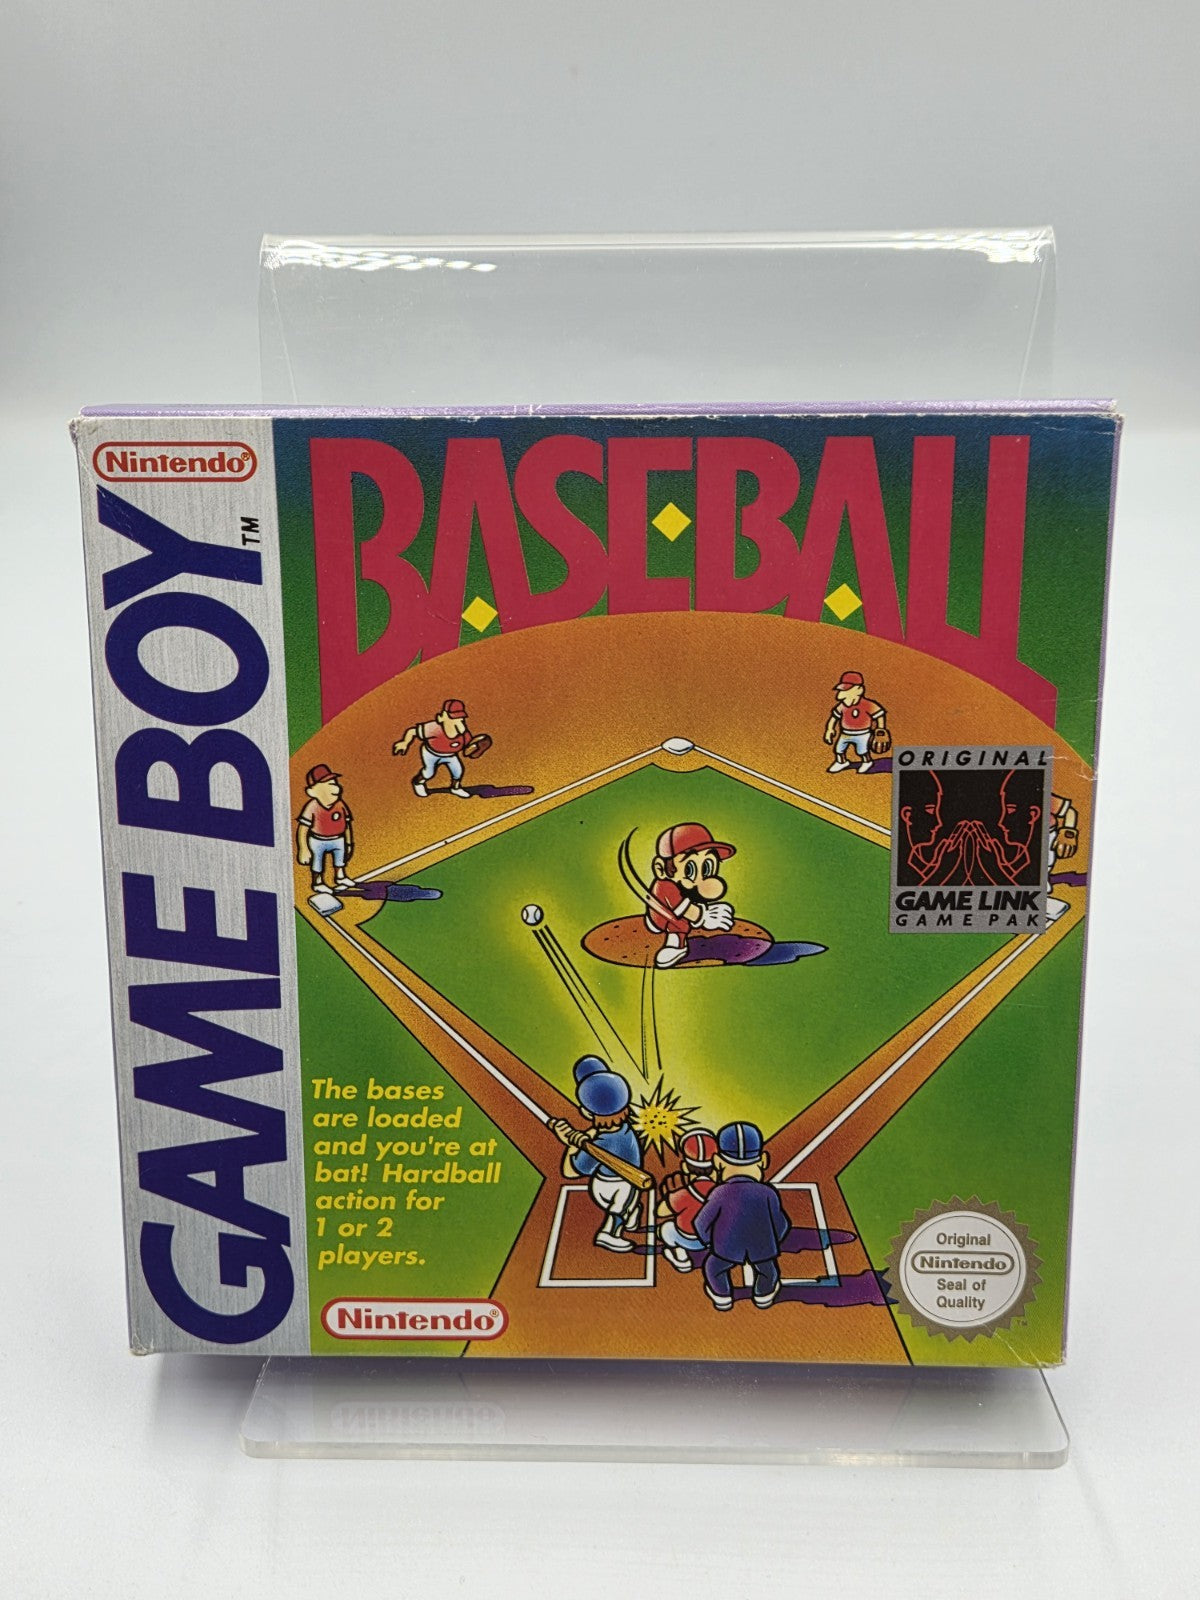 Nintendo®
GAME BOY™
BASEBALL
ORIGINAL
GAME LINK
GAME PAK
The bases
are loaded
and you're at
bat! Hardball
action for
1 or 2
players.
Nintendo®
Original
Nintendo
Seal of
Quality
™